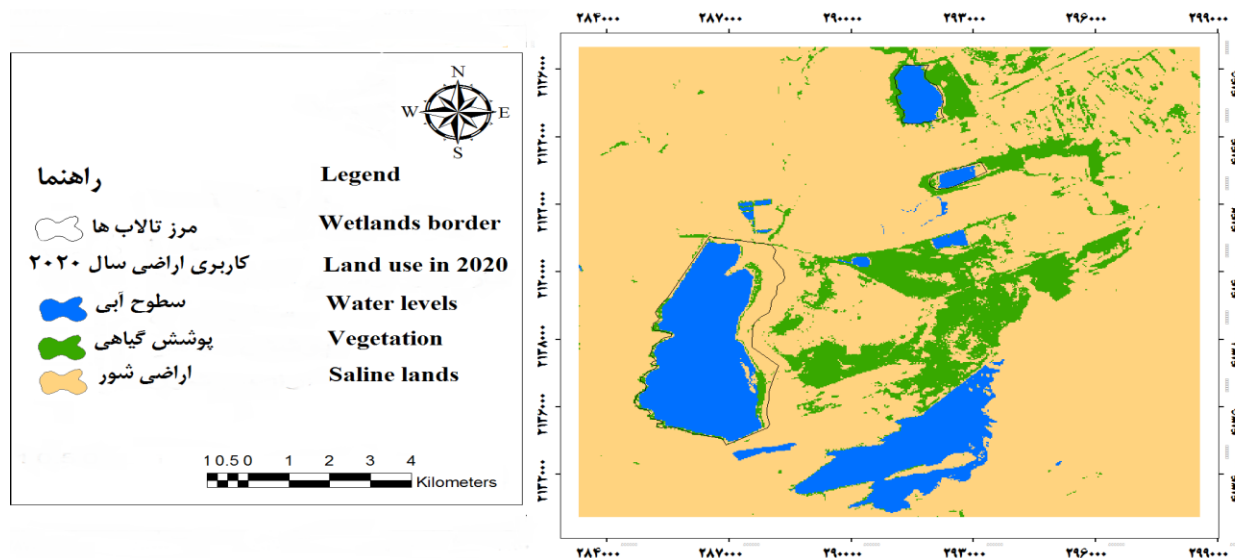 N
W E
S
راهنما Legend
مرز تالاب ها Wetlands border
کاربری اراضی سال ۲۰۲۰ Land use in 2020
سطوح آبی Water levels
پوشش گیاهی Vegetation
اراضی شور Saline lands
1 0.5 0 1 2 3 4
Kilometers
۲۸۴۰۰۰ ۲۸۷۰۰۰ ۲۹۰۰۰۰ ۲۹۳۰۰۰ ۲۹۶۰۰۰ ۲۹۹۰۰۰
۲۸۴۰۰۰ ۲۸۷۰۰۰ ۲۹۰۰۰۰ ۲۹۳۰۰۰ ۲۹۶۰۰۰ ۲۹۹۰۰۰